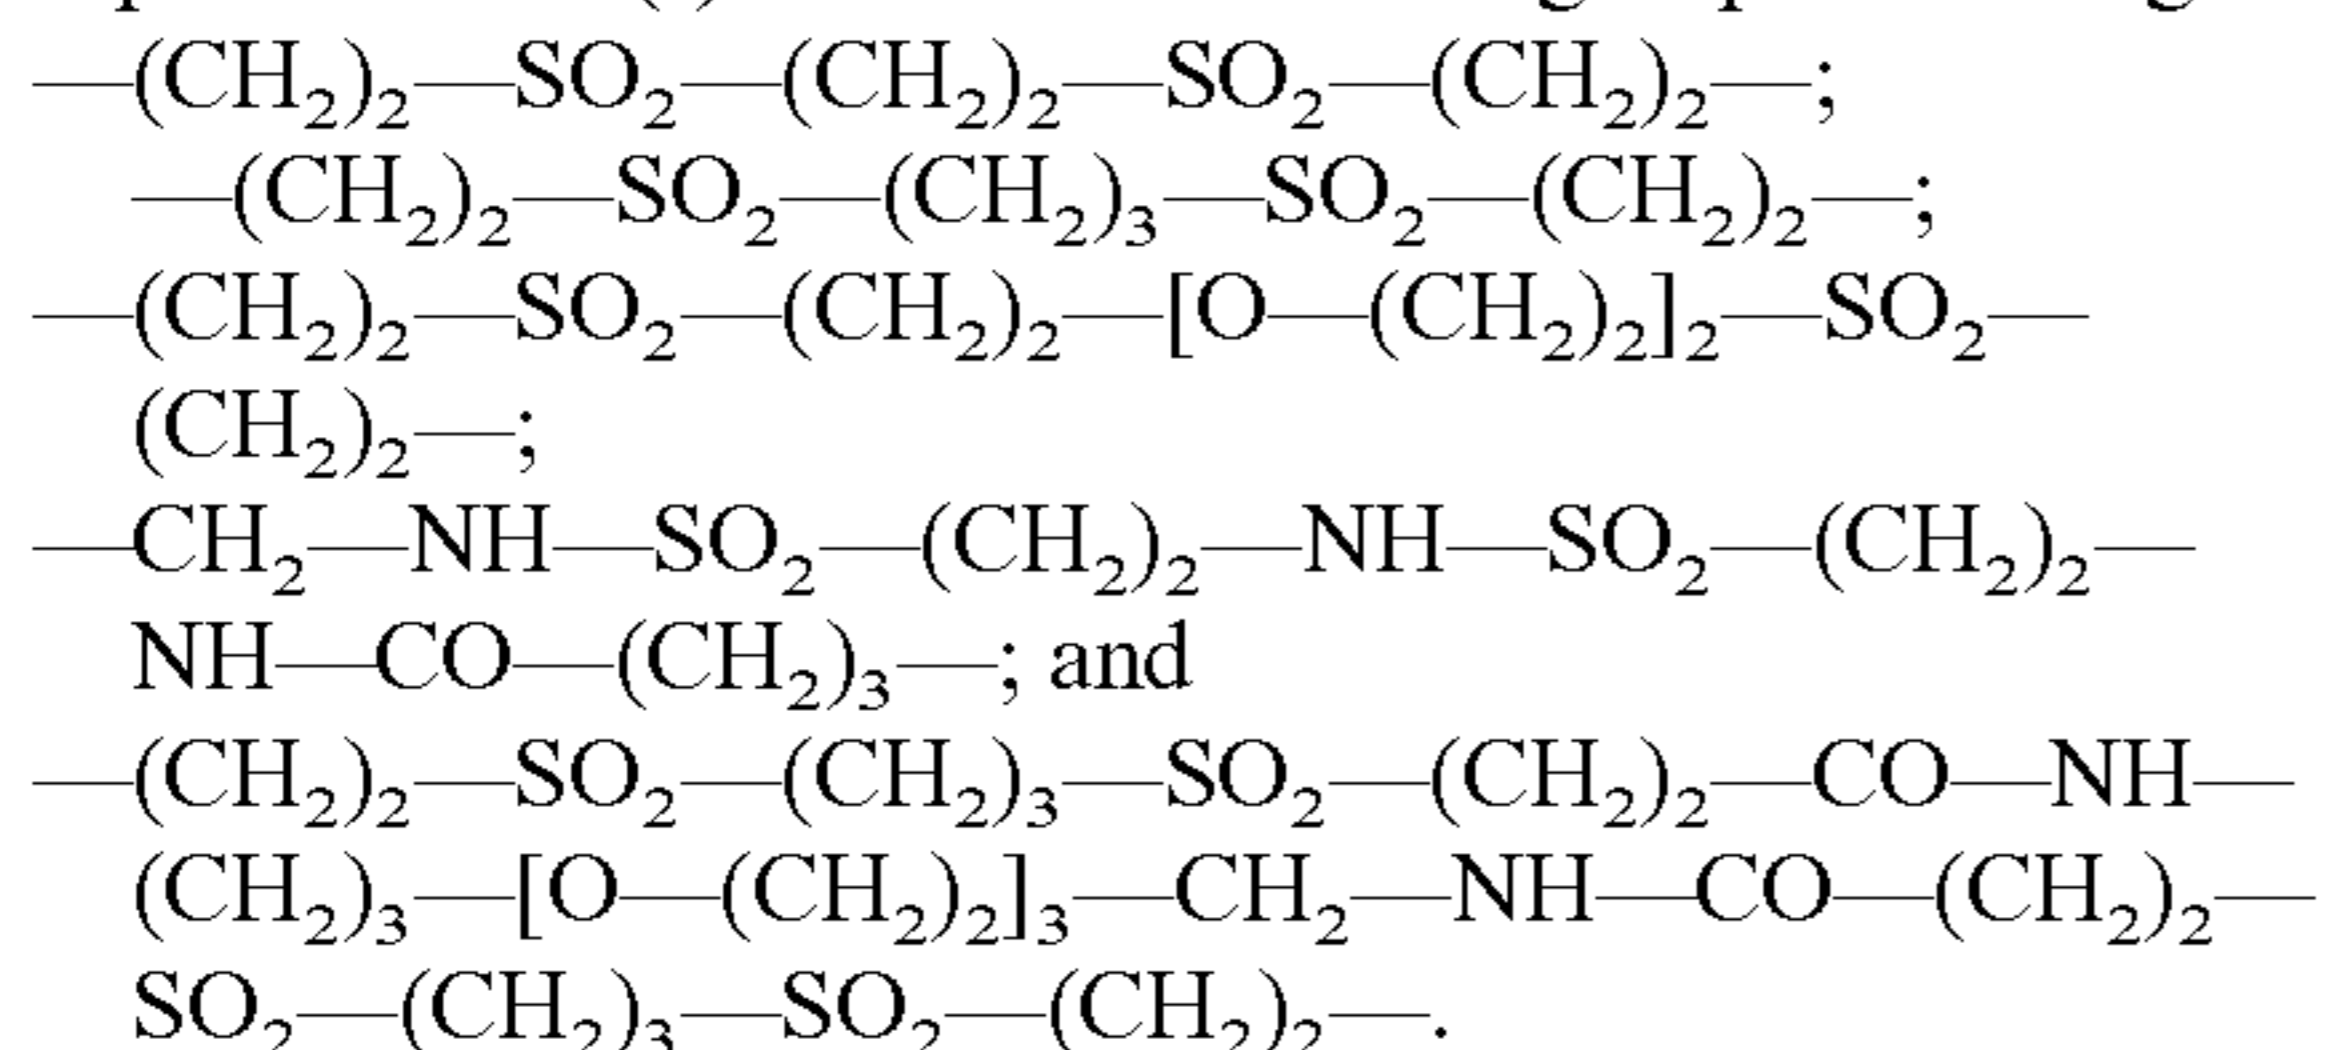 —(CH₂)₂—SO₂—(CH₂)₂—SO₂—(CH₂)₂—;
—(CH₂)₂—SO₂—(CH₂)₃—SO₂—(CH₂)₂—;
—(CH₂)₂—SO₂—(CH₂)₂—[O—(CH₂)₂]₂—SO₂—
(CH₂)₂—;
—CH₂—NH—SO₂—(CH₂)₂—NH—SO₂—(CH₂)₂—
NH—CO—(CH₂)₃—; and
—(CH₂)₂—SO₂—(CH₂)₃—SO₂—(CH₂)₂—CO—NH—
(CH₂)₃—[O—(CH₂)₂]₃—CH₂—NH—CO—(CH₂)₂—
SO₂—(CH₂)₃—SO₂—(CH₂)₂—.